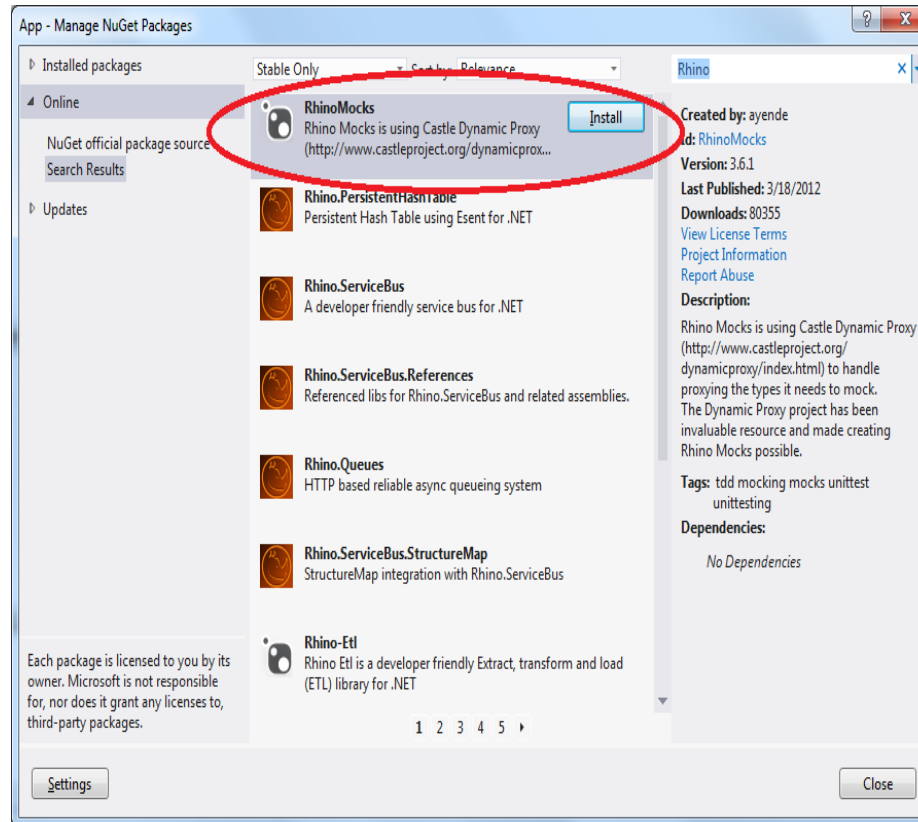 App - Manage NuGet Packages
Installed packages
Online
NuGet official package source
Search Results
Updates
Each package is licensed to you by its
owner. Microsoft is not responsible
for, nor does it grant any licenses to,
third-party packages.
Settings
Stable Only
Sort by: Relevance
RhinoMocks
Rhino Mocks is using Castle Dynamic Proxy
(http://www.castleproject.org/dynamicprox...
Install
Rhino.PersistentHashTable
Persistent Hash Table using Esent for .NET
Rhino.ServiceBus
A developer friendly service bus for .NET
Rhino.ServiceBus.References
Referenced libs for Rhino.ServiceBus and related assemblies.
Rhino.Queues
HTTP based reliable async queueing system
Rhino.ServiceBus.StructureMap
StructureMap integration with Rhino.ServiceBus
Rhino-Etl
Rhino Etl is a developer friendly Extract, transform and load
(ETL) library for .NET
1 2 3 4 5
Rhino
Created by: ayende
Id: RhinoMocks
Version: 3.6.1
Last Published: 3/18/2012
Downloads: 80355
View License Terms
Project Information
Report Abuse
Description:
Rhino Mocks is using Castle Dynamic Proxy
(http://www.castleproject.org/
dynamicproxy/index.html) to handle
proxying the types it needs to mock.
The Dynamic Proxy project has been
invaluable resource and made creating
Rhino Mocks possible.
Tags: tdd mocking mocks unittest
unittesting
Dependencies:
No Dependencies
Close